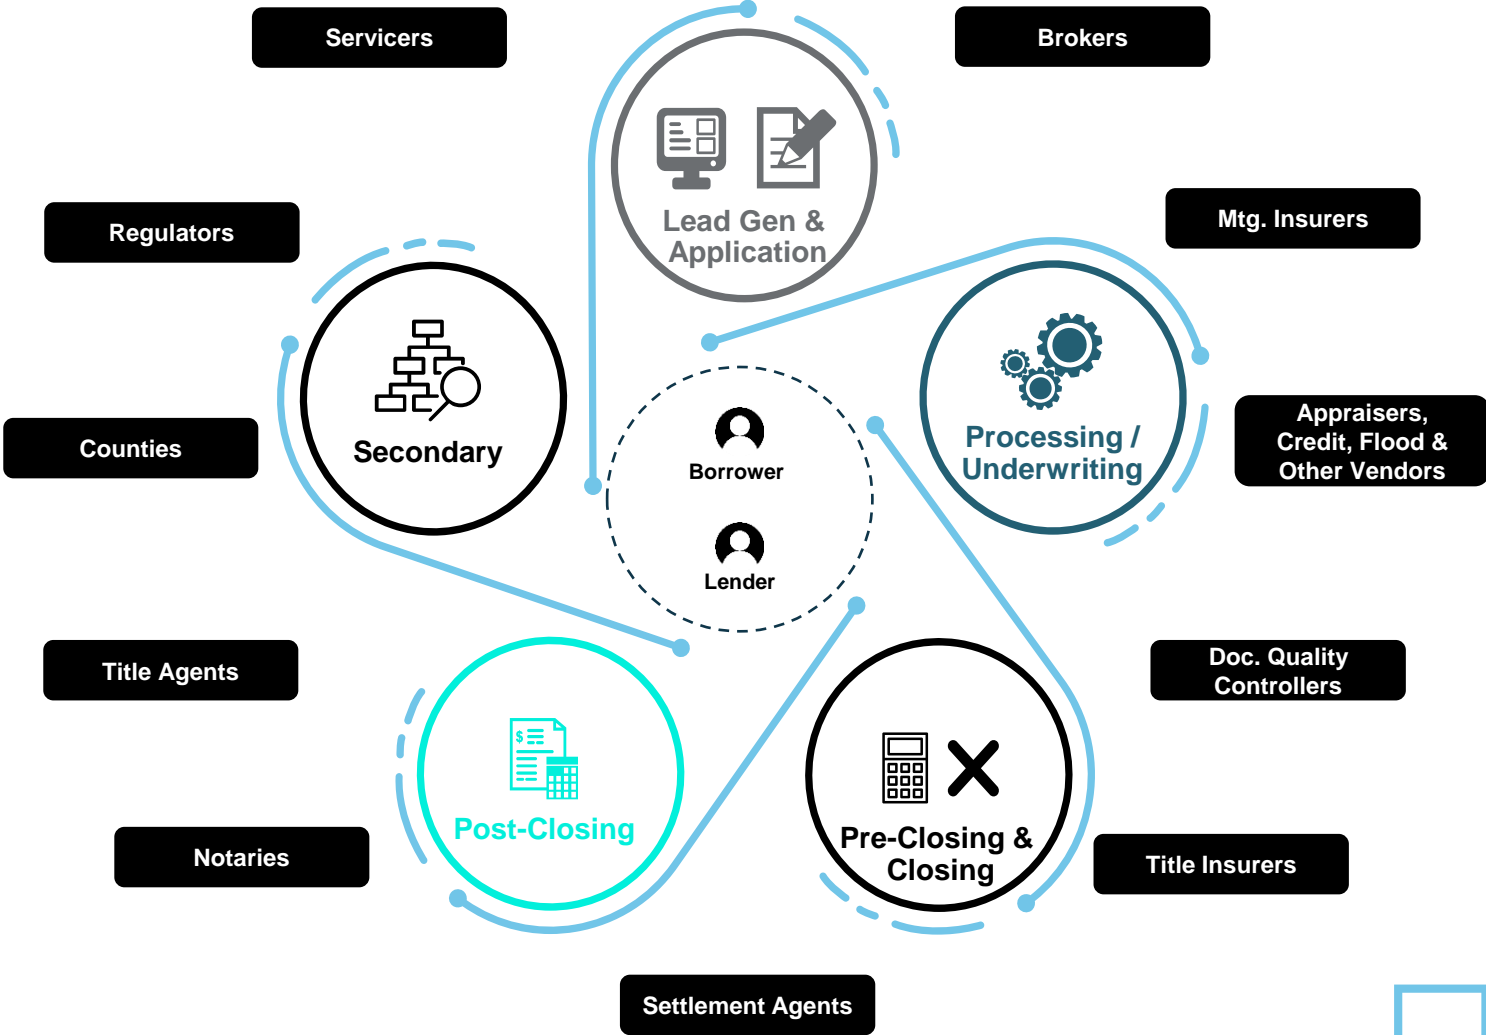 Servicers
Brokers
Lead Gen &
Application
Regulators
Mtg. Insurers
Secondary
Counties
Borrower
Lender
Processing /
Underwriting
Appraisers,
Credit, Flood &
Other Vendors
Title Agents
Doc. Quality
Controllers
Post-Closing
Pre-Closing &
Closing
Notaries
Title Insurers
Settlement Agents
$